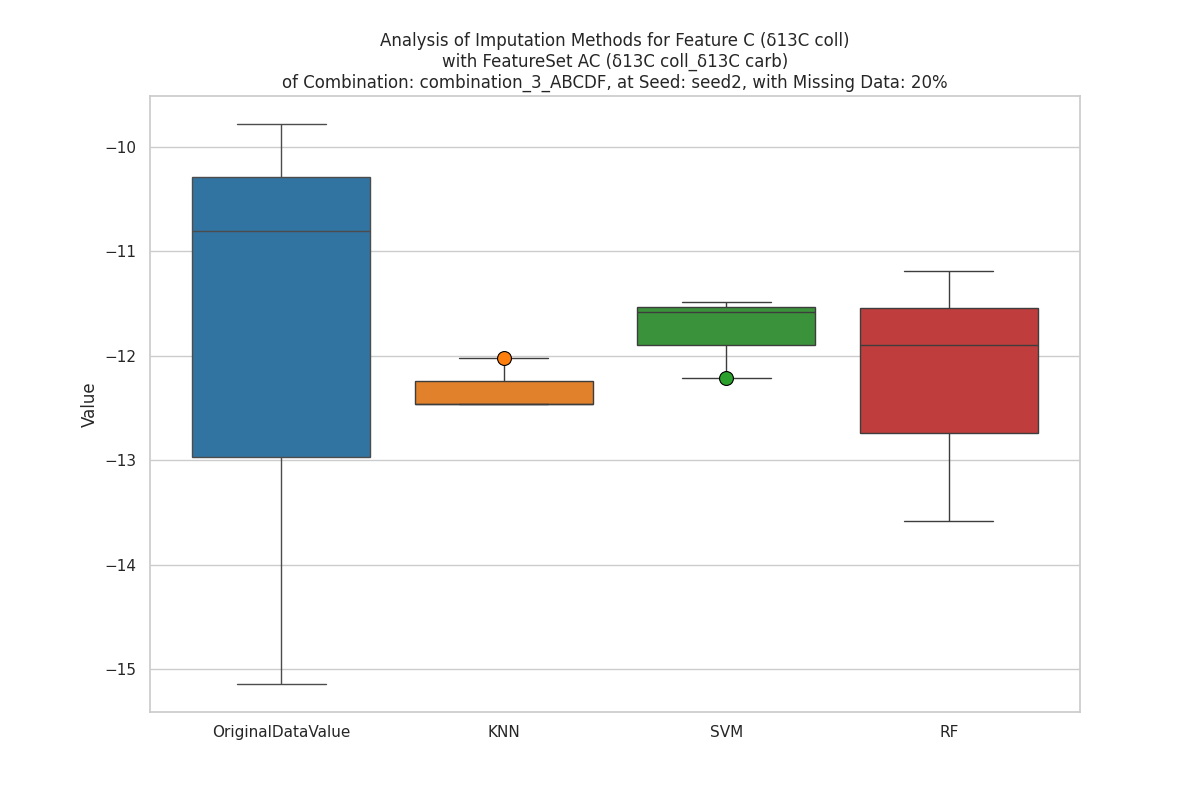 Analysis of Imputation Methods for Feature C (δ13C coll)
with FeatureSet AC (δ13C coll_δ13C carb)
of Combination: combination_3_ABCDF, at Seed: seed2, with Missing Data: 20%
Value
−10
−11
−12
−13
−14
−15
OriginalDataValue
KNN
SVM
RF